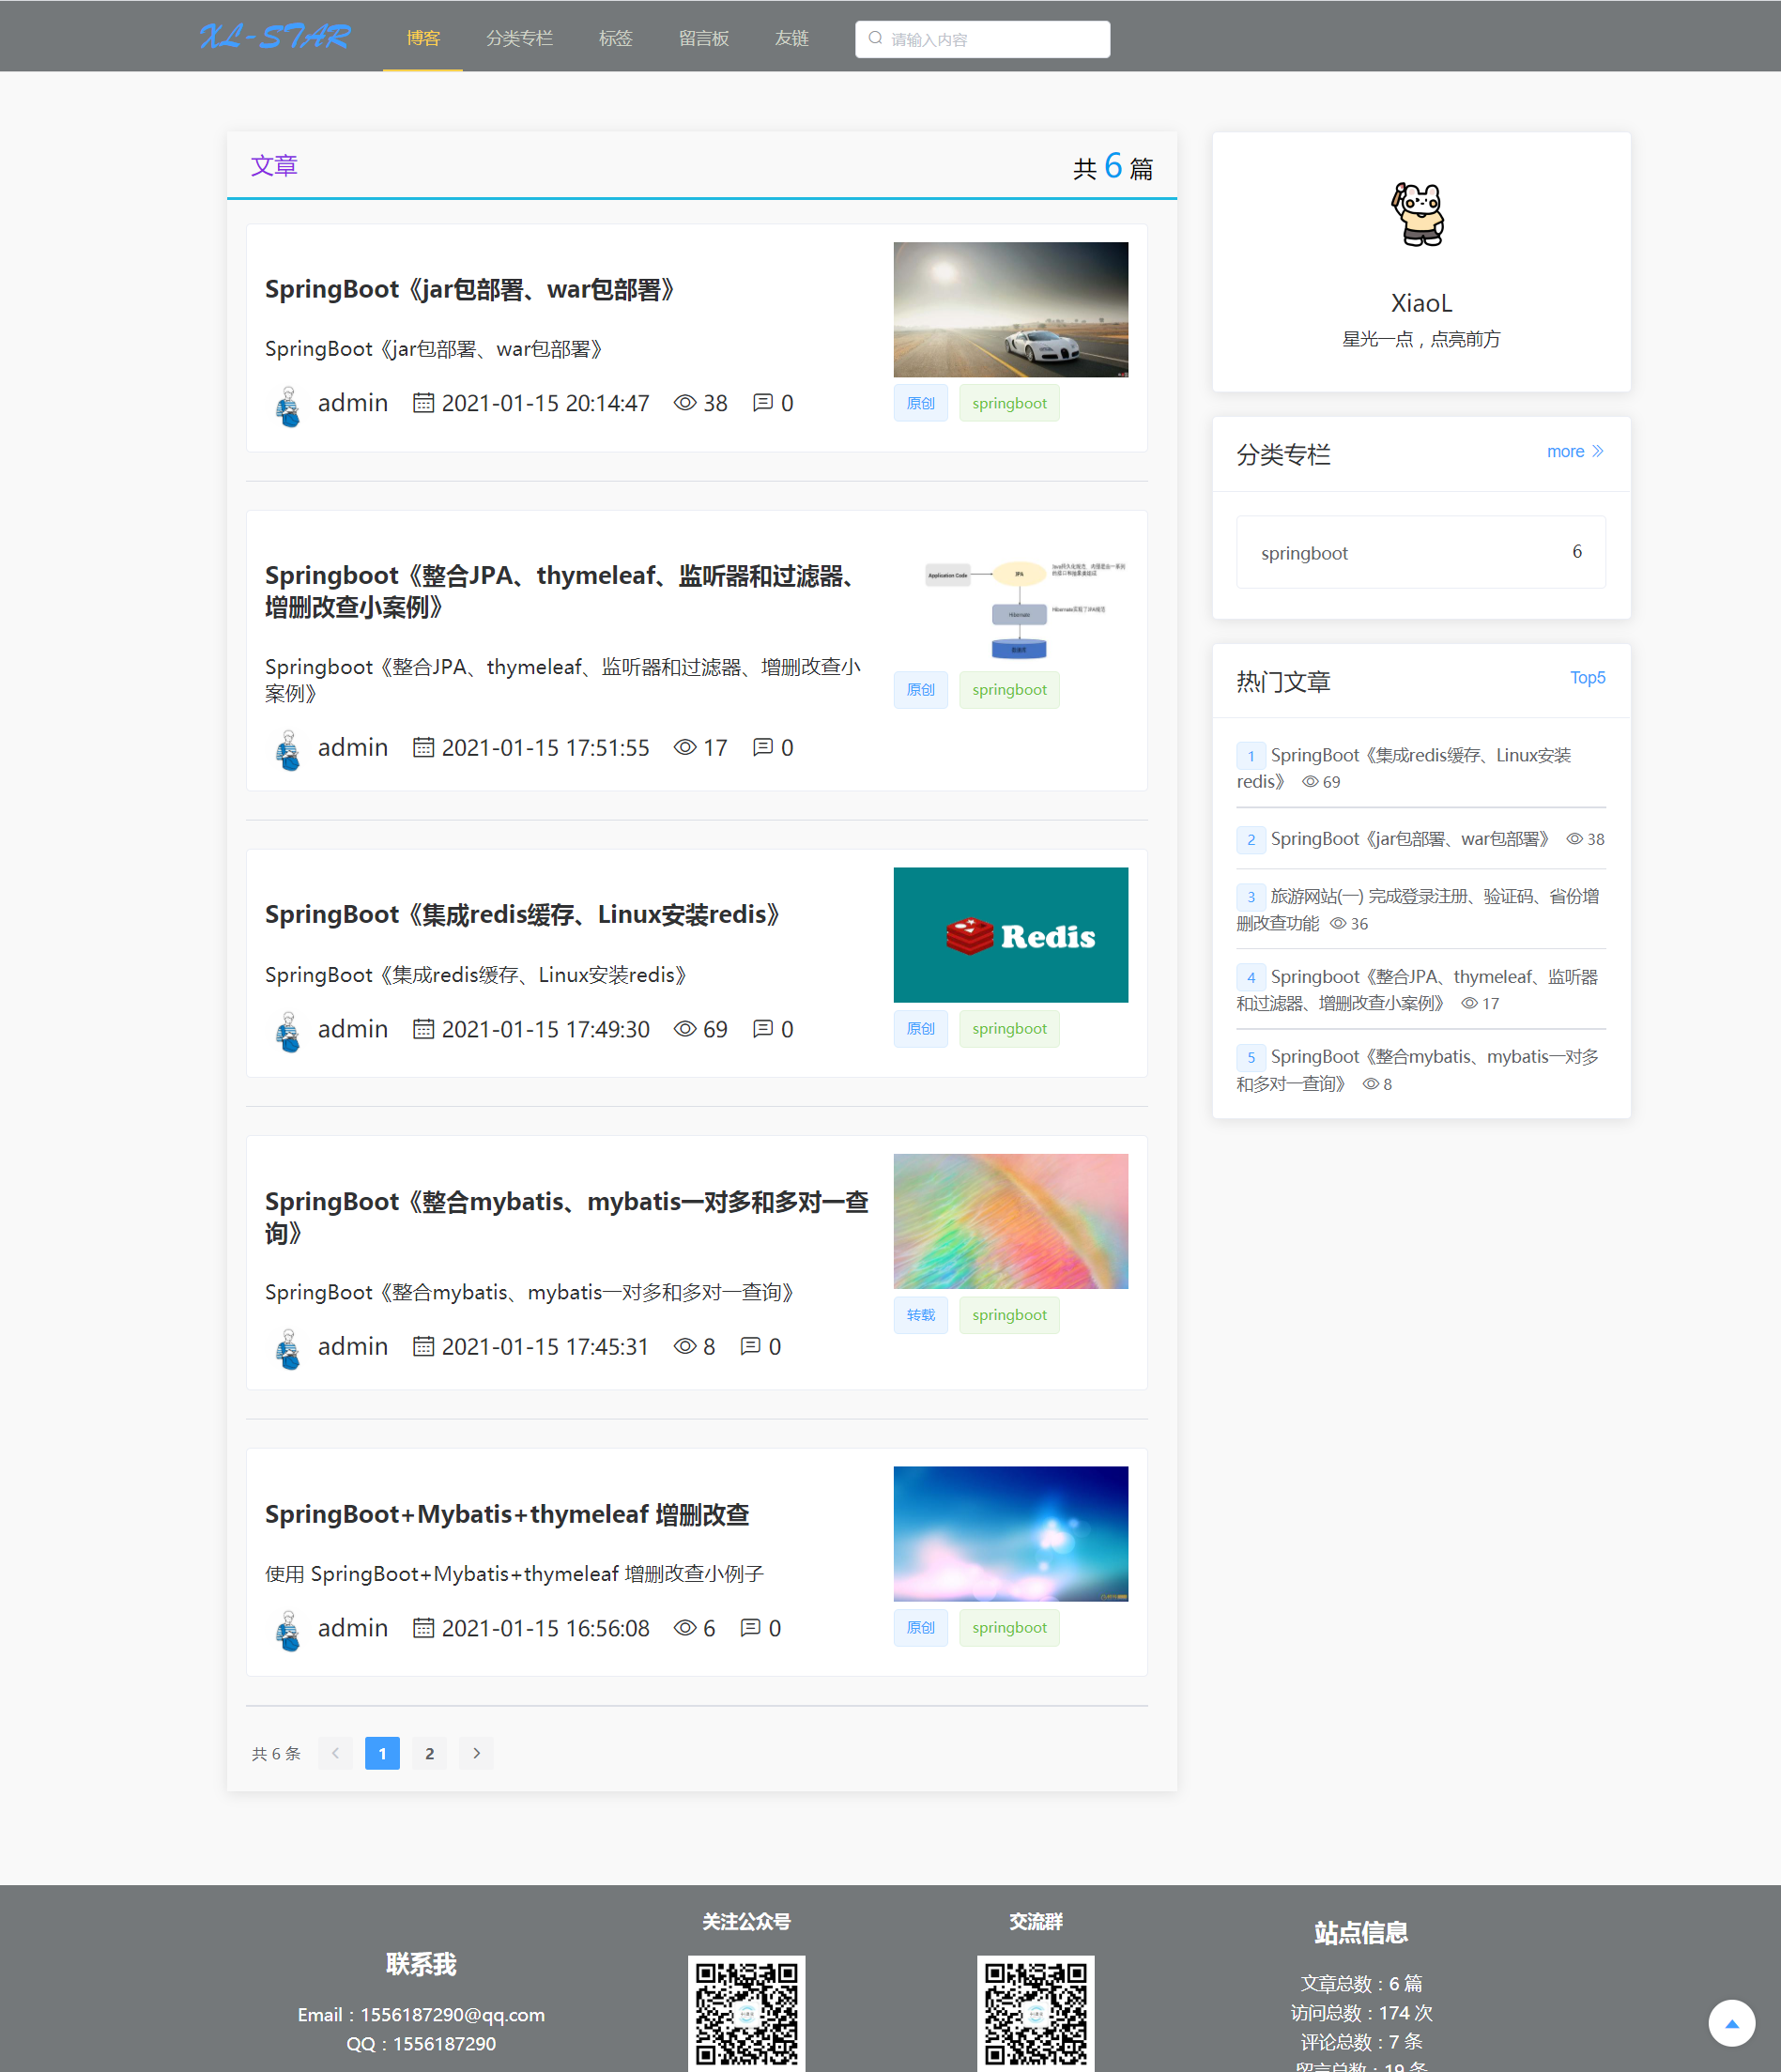 XL-STAR
博客
分类专栏
标签
留言板
友链
请输入内容
文章
共 6 篇
SpringBoot《jar包部署、war包部署》
SpringBoot《jar包部署、war包部署》
admin 2021-01-15 20:14:47 38 0
原创 springboot
Springboot《整合JPA、thymeleaf、监听器和过滤器、
增删改查小案例》
Springboot《整合JPA、thymeleaf、监听器和过滤器、增删改查小
案例》
admin 2021-01-15 17:51:55 17 0
Application Code
JPA
Hibernate
原创 springboot
SpringBoot《集成redis缓存、Linux安装redis》
SpringBoot《集成redis缓存、Linux安装redis》
admin 2021-01-15 17:49:30 69 0
Redis
原创 springboot
SpringBoot《整合mybatis、mybatis一对多和多对一查
询》
SpringBoot《整合mybatis、mybatis一对多和多对一查询》
admin 2021-01-15 17:45:31 8 0
转载 springboot
SpringBoot+Mybatis+thymeleaf 增删改查
使用 SpringBoot+Mybatis+thymeleaf 增删改查小例子
admin 2021-01-15 16:56:08 6 0
原创 springboot
共 6 条 1 2
XiaoL
星光一点，点亮前方
分类专栏 more
springboot 6
热门文章 Top5
1 SpringBoot《集成redis缓存、Linux安装
redis》 69
2 SpringBoot《jar包部署、war包部署》 38
3 旅游网站(一) 完成登录注册、验证码、省份增
删改查功能 36
4 Springboot《整合JPA、thymeleaf、监听器
和过滤器、增删改查小案例》 17
5 SpringBoot《整合mybatis、mybatis一对多
和多对一查询》 8
联系我
Email：1556187290@qq.com
QQ：1556187290
关注公众号
交流群
站点信息
文章总数：6 篇
访问总数：174 次
评论总数：7 条
留言总数：19 条